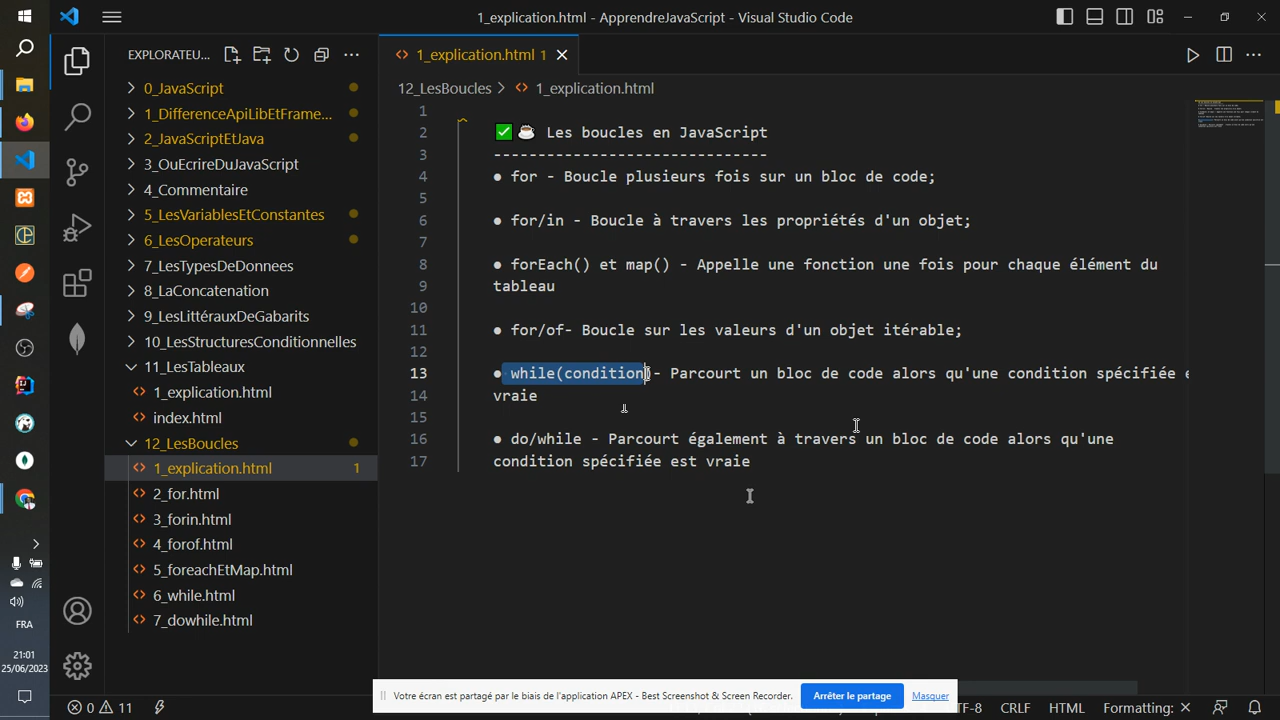 1_explication.html - ApprendreJavaScript - Visual Studio Code
EXPLORATEU...
0_JavaScript
1_DifferenceApiLibEtFrame...
2_JavaScriptEtJava
3_OuEcrireDuJavaScript
4_Commentaire
5_LesVariablesEtConstantes
6_LesOperateurs
7_LesTypesDeDonnees
8_LaConcatenation
9_LesLittérauxDeGabarits
10_LesStructuresConditionnelles
11_LesTableaux
1_explication.html
index.html
12_LesBoucles
1_explication.html 1
2_for.html
3_forin.html
4_forof.html
5_foreachEtMap.html
6_while.html
7_dowhile.html
1_explication.html 1
12_LesBoucles > 1_explication.html
1
2 ✅ ☕ Les boucles en JavaScript
3 -------------------------------
4 ● for - Boucle plusieurs fois sur un bloc de code;
5
6 ● for/in - Boucle à travers les propriétés d'un objet;
7
8 ● forEach() et map() - Appelle une fonction une fois pour chaque élément du
9 tableau
10
11 ● for/of- Boucle sur les valeurs d'un objet itérable;
12
13 ● while(condition)- Parcourt un bloc de code alors qu'une condition spécifiée
14 vraie
15
16 ● do/while - Parcourt également à travers un bloc de code alors qu'une
17 condition spécifiée est vraie
Votre écran est partagé par le biais de l'application APEX - Best Screenshot & Screen Recorder. Arrêter le partage Masquer
0 11 TF-8 CRLF HTML Formatting: ✕
FRA
21:01
25/06/2023